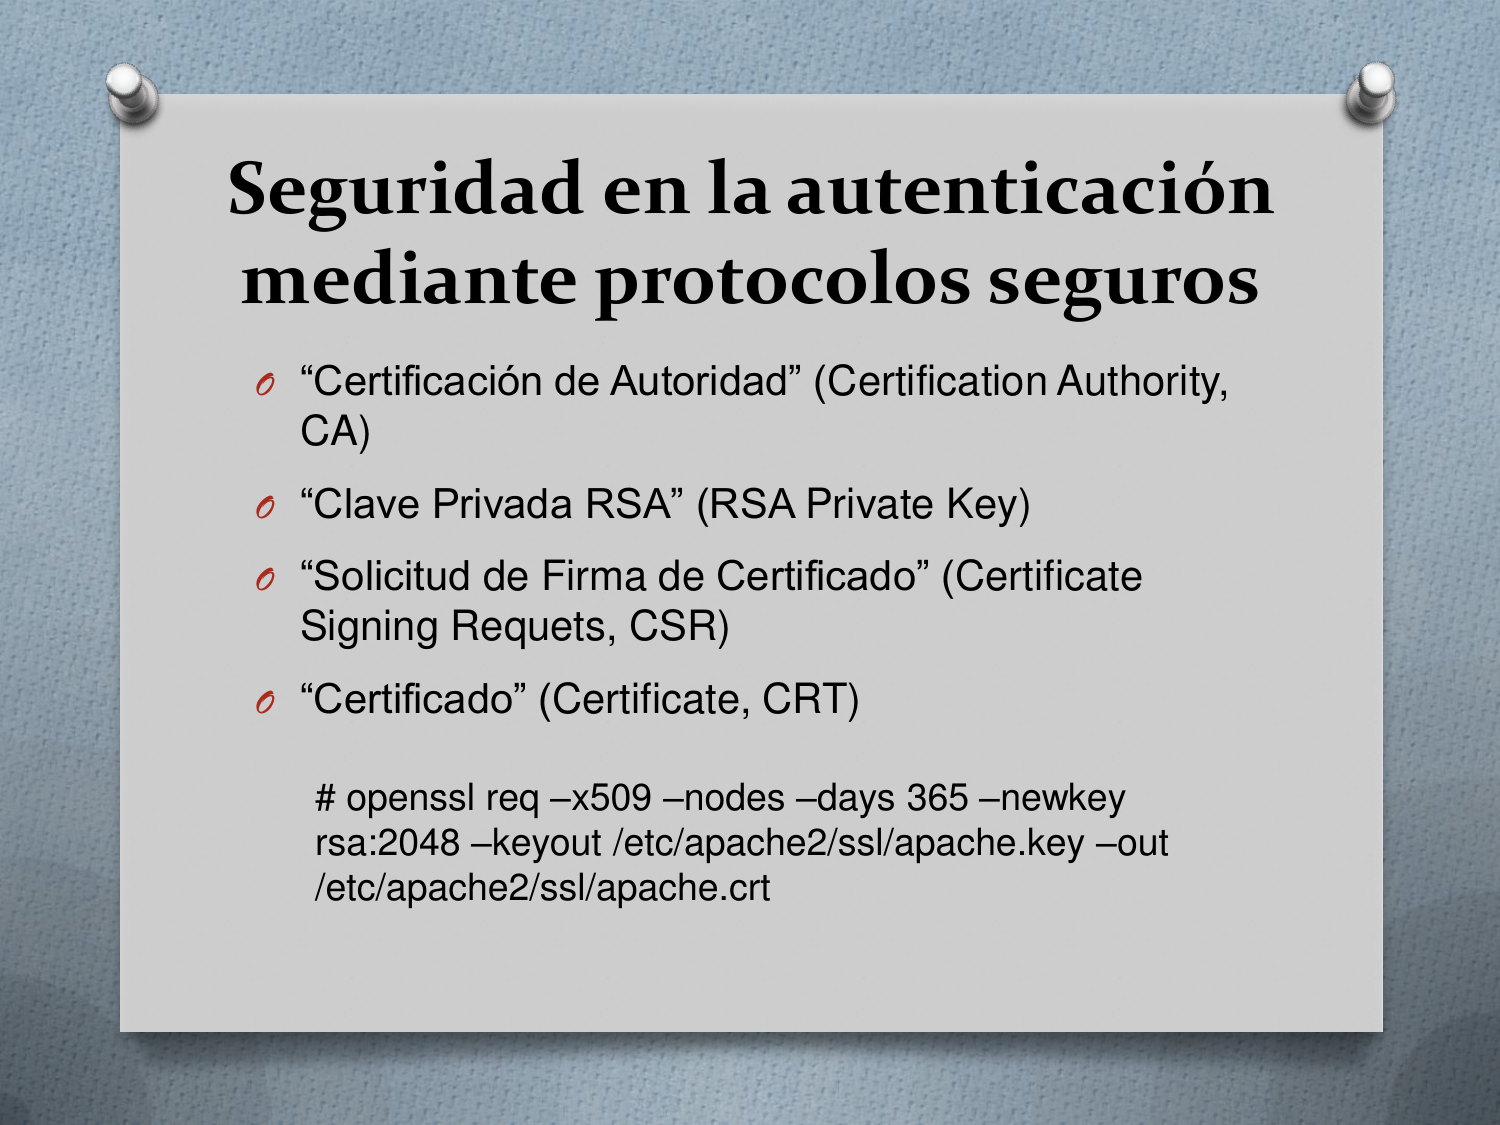 Seguridad en la autenticación
mediante protocolos seguros
“Certificación de Autoridad” (Certification Authority,
CA)
“Clave Privada RSA” (RSA Private Key)
“Solicitud de Firma de Certificado” (Certificate
Signing Requets, CSR)
“Certificado” (Certificate, CRT)
# openssl req –x509 –nodes –days 365 –newkey
rsa:2048 –keyout /etc/apache2/ssl/apache.key –out
/etc/apache2/ssl/apache.crt